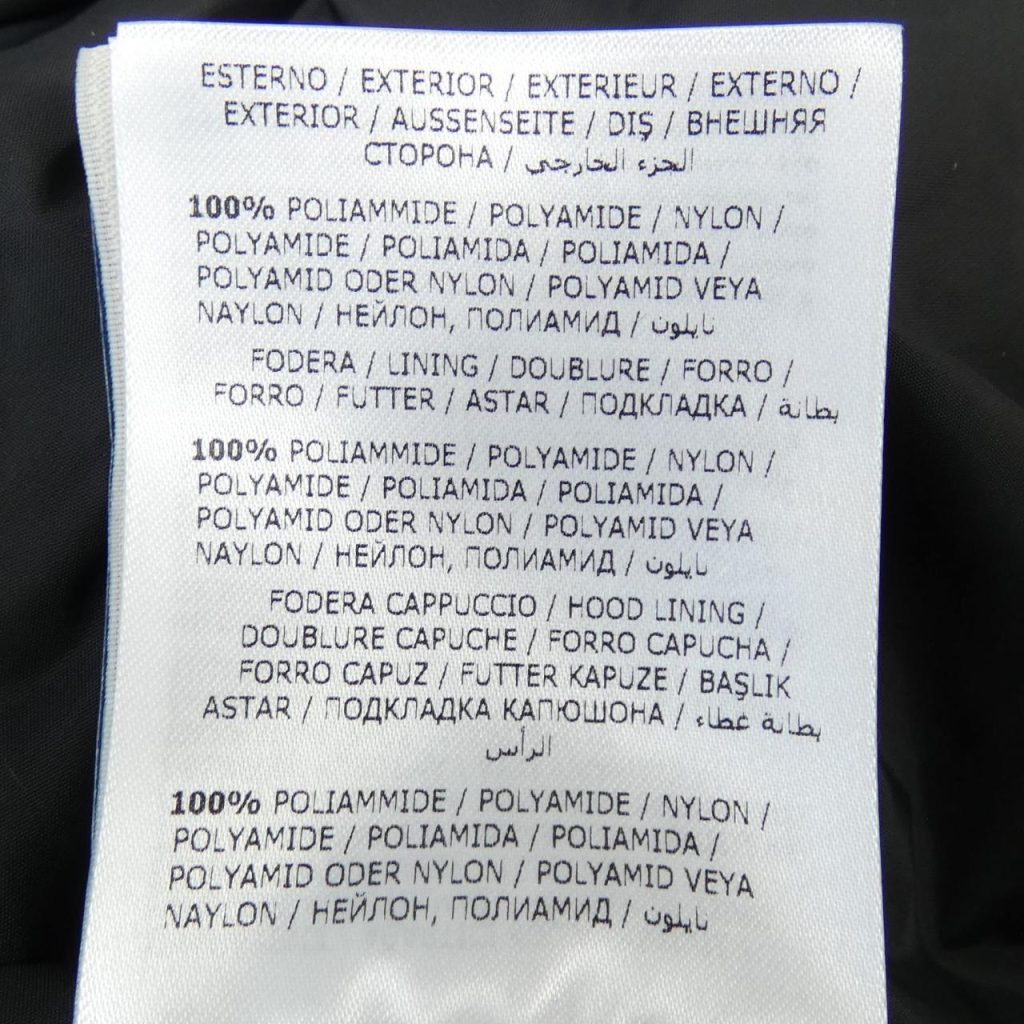 ESTERNO / EXTERIOR / EXTERIEUR / EXTERNO /
EXTERIOR / AUSSENSEITE / DIŞ / ВНЕШНЯЯ
СТОРОНА / الجزء الخارجي
100% POLIAMMIDE / POLYAMIDE / NYLON /
POLYAMIDE / POLIAMIDA / POLIAMIDA /
POLYAMID ODER NYLON / POLYAMID VEYA
NAYLON / НЕЙЛОН, ПОЛИАМИД / نايلون
FODERA / LINING / DOUBLURE / FORRO /
FORRO / FUTTER / ASTAR / ПОДКЛАДКА / بطانة
100% POLIAMMIDE / POLYAMIDE / NYLON /
POLYAMIDE / POLIAMIDA / POLIAMIDA /
POLYAMID ODER NYLON / POLYAMID VEYA
NAYLON / НЕЙЛОН, ПОЛИАМИД / نايلون
FODERA CAPPUCCIO / HOOD LINING /
DOUBLURE CAPUCHE / FORRO CAPUCHA /
FORRO CAPUZ / FUTTER KAPUZE / BAŞLIK
ASTAR / ПОДКЛАДКА КАПЮШОНА / بطانة غطاء
الرأس
100% POLIAMMIDE / POLYAMIDE / NYLON /
POLYAMIDE / POLIAMIDA / POLIAMIDA /
POLYAMID ODER NYLON / POLYAMID VEYA
NAYLON / НЕЙЛОН, ПОЛИАМИД / نايلون